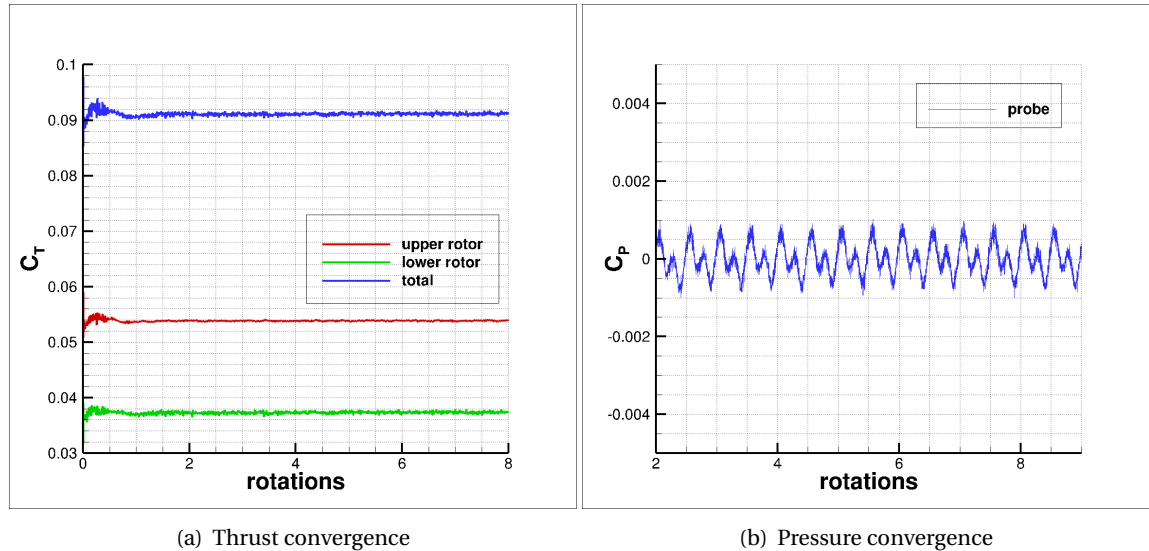 0.1
0.09
0.08
0.07
0.06
0.05
0.04
0.03
C_T
upper rotor
lower rotor
total
0 2 4 6 8
rotations
(a) Thrust convergence
0.004
0.002
0
-0.002
-0.004
C_P
probe
2 4 6 8
rotations
(b) Pressure convergence